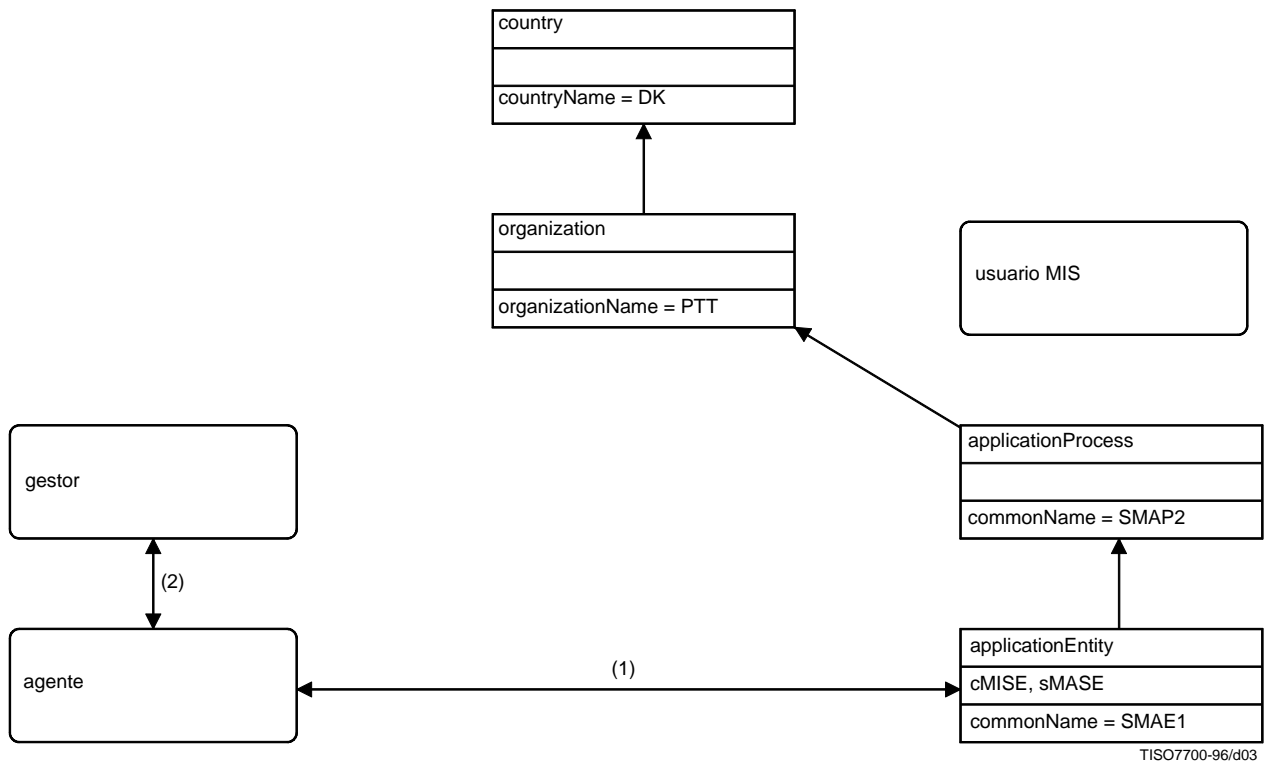 country
countryName = DK
organization
organizationName = PTT
usuario MIS
gestor
applicationProcess
commonName = SMAP2
(2)
agente
(1)
applicationEntity
cMISE, sMASE
commonName = SMAE1
TISO7700-96/d03